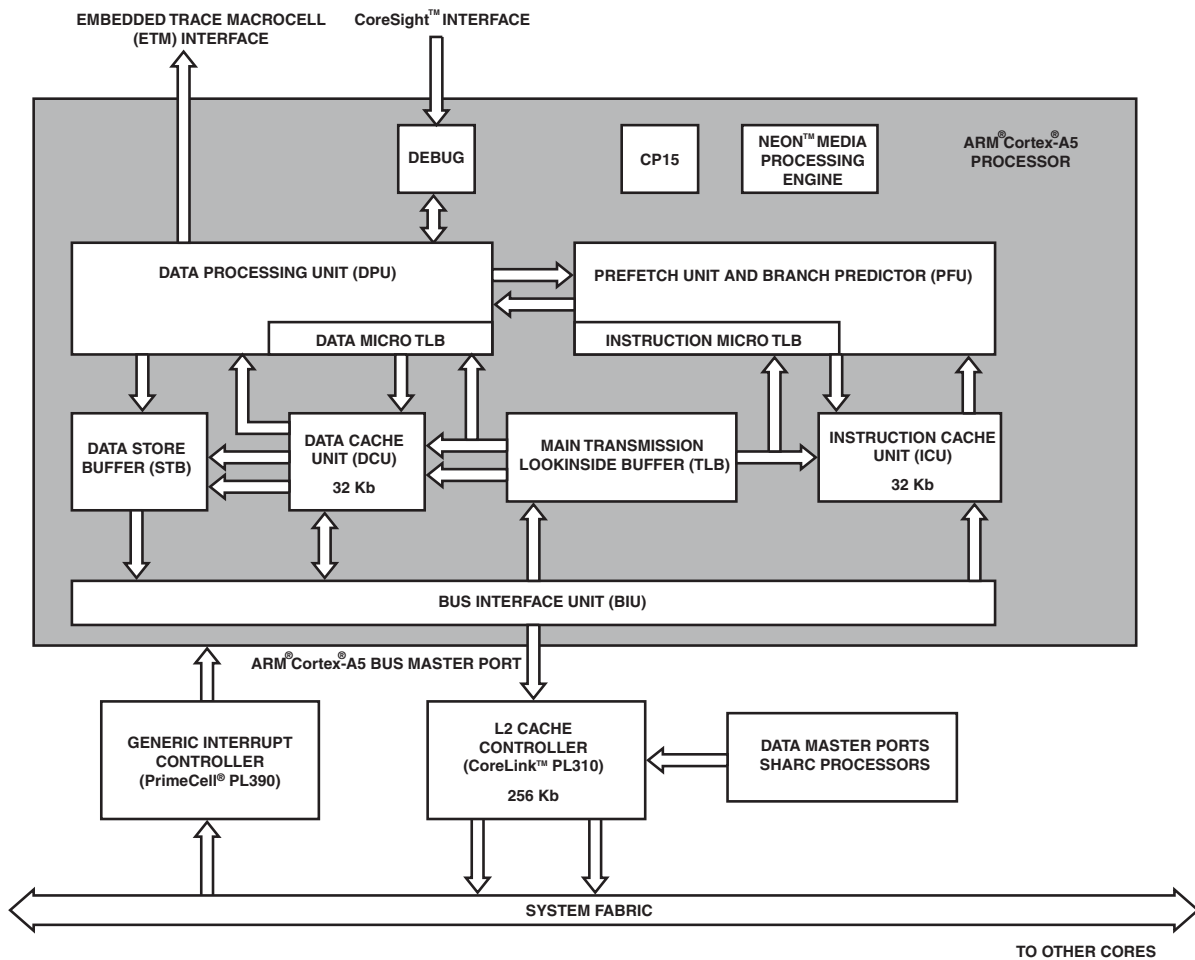 EMBEDDED TRACE MACROCELL
(ETM) INTERFACE
CoreSight™ INTERFACE
DEBUG
CP15
NEON™ MEDIA
PROCESSING
ENGINE
ARM® Cortex®-A5
PROCESSOR
DATA PROCESSING UNIT (DPU)
PREFETCH UNIT AND BRANCH PREDICTOR (PFU)
DATA MICRO TLB
INSTRUCTION MICRO TLB
DATA STORE
BUFFER (STB)
DATA CACHE
UNIT (DCU)
32 Kb
MAIN TRANSMISSION
LOOKINSIDE BUFFER (TLB)
INSTRUCTION CACHE
UNIT (ICU)
32 Kb
BUS INTERFACE UNIT (BIU)
ARM® Cortex®-A5 BUS MASTER PORT
GENERIC INTERRUPT
CONTROLLER
(PrimeCell® PL390)
L2 CACHE
CONTROLLER
(CoreLink™ PL310)
256 Kb
DATA MASTER PORTS
SHARC PROCESSORS
SYSTEM FABRIC
TO OTHER CORES